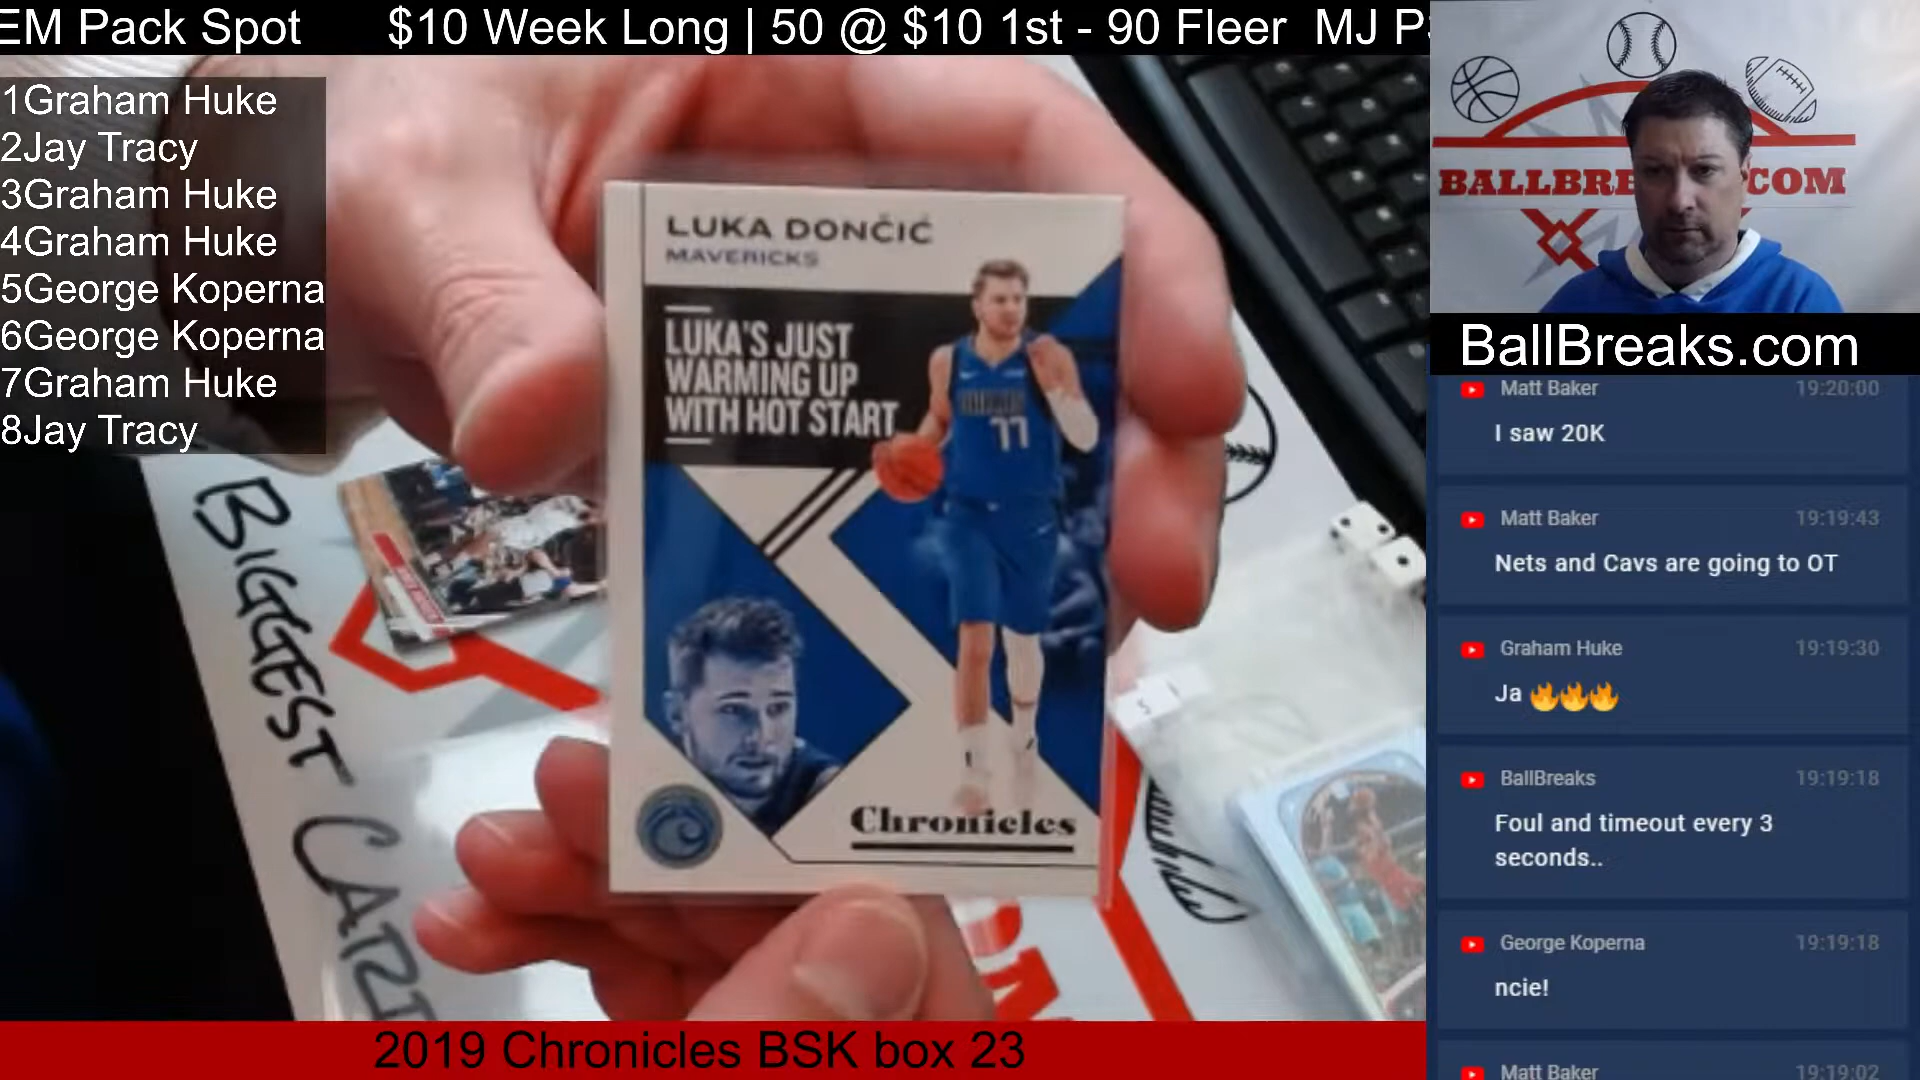 EM Pack Spot $10 Week Long | 50 @ $10 1st - 90 Fleer MJ P
1Graham Huke
2Jay Tracy
3Graham Huke
4Graham Huke
5George Koperna
6George Koperna
7Graham Huke
8Jay Tracy
LUKA DONČIĆ
MAVERICKS
LUKA'S JUST
WARMING UP
WITH HOT START
77
Chronicles
BIGGEST
CARD
BALLBRE COM
BallBreaks.com
Matt Baker 19:20:00
I saw 20K
Matt Baker 19:19:43
Nets and Cavs are going to OT
Graham Huke 19:19:30
Ja 🔥🔥🔥
BallBreaks 19:19:18
Foul and timeout every 3
seconds..
George Koperna 19:19:18
ncie!
Matt Baker 19:19:02
2019 Chronicles BSK box 23